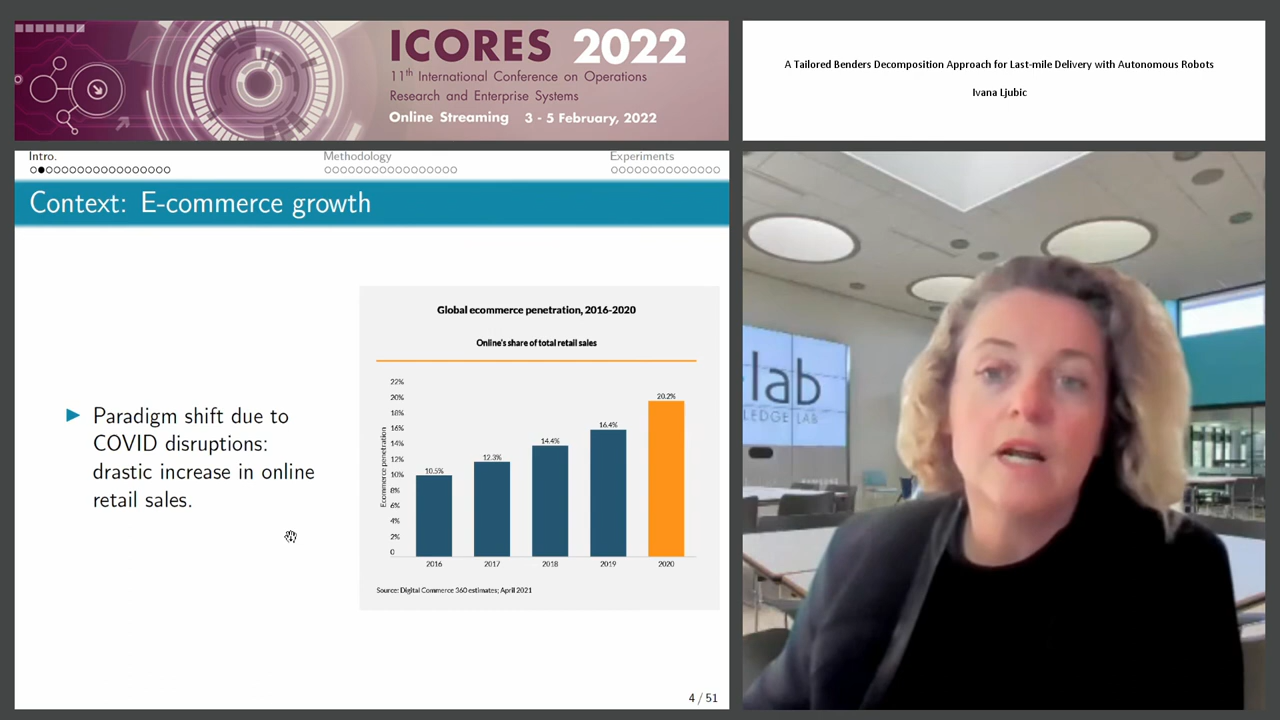 ICORES 2022
11th International Conference on Operations
Research and Enterprise Systems
Online Streaming 3 - 5 February, 2022
A Tailored Benders Decomposition Approach for Last-mile Delivery with Autonomous Robots
Ivana Ljubic
Intro.
Methodology
Experiments
Context: E-commerce growth
Paradigm shift due to
COVID disruptions:
drastic increase in online
retail sales.
Global ecommerce penetration, 2016-2020
Online's share of total retail sales
Ecommerce penetration
22%
20%
18%
16%
14%
12%
10%
8%
6%
4%
2%
0
10.5%
12.3%
14.4%
16.4%
20.2%
2016
2017
2018
2019
2020
Source: Digital Commerce 360 estimates; April 2021
4 / 51
lab
LEDGE LAB
SAMSUNG